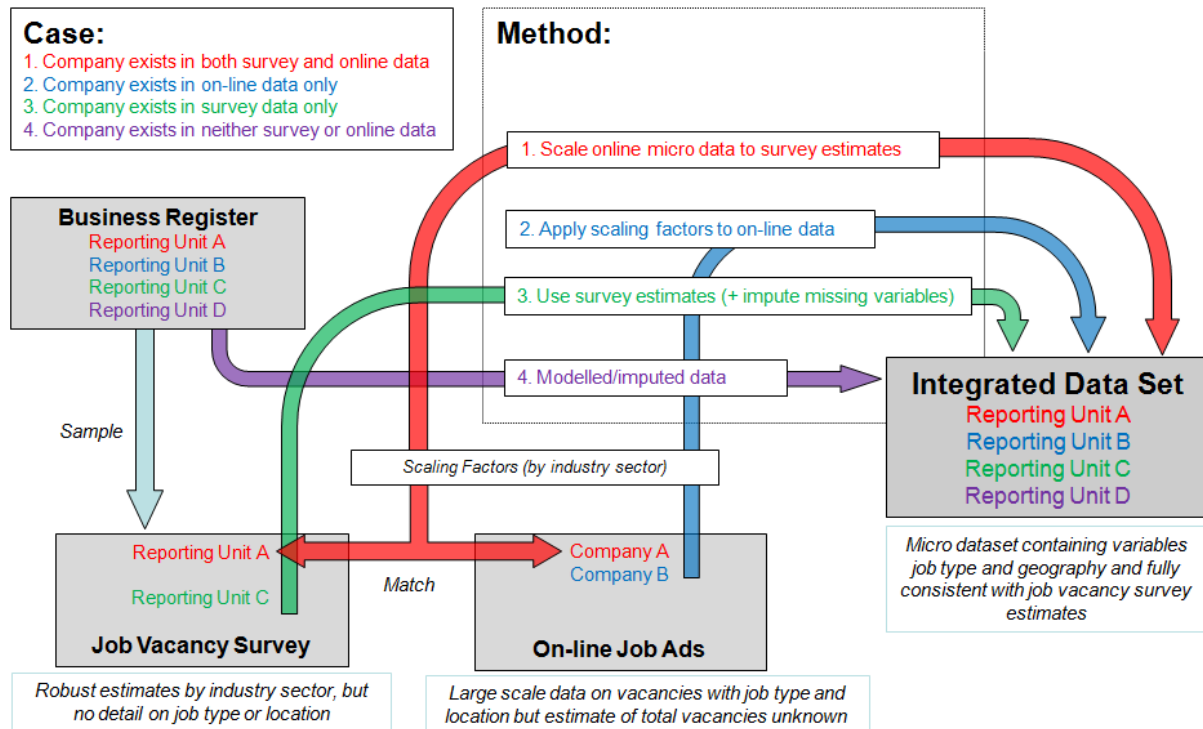 Case:
1. Company exists in both survey and online data
2. Company exists in on-line data only
3. Company exists in survey data only
4. Company exists in neither survey or online data
Method:
1. Scale online micro data to survey estimates
2. Apply scaling factors to on-line data
3. Use survey estimates (+ impute missing variables)
4. Modelled/imputed data
Business Register
Reporting Unit A
Reporting Unit B
Reporting Unit C
Reporting Unit D
Sample
Scaling Factors (by industry sector)
Integrated Data Set
Reporting Unit A
Reporting Unit B
Reporting Unit C
Reporting Unit D
Micro dataset containing variables
job type and geography and fully
consistent with job vacancy survey
estimates
Reporting Unit A
Reporting Unit C
Job Vacancy Survey
Match
Company A
Company B
On-line Job Ads
Robust estimates by industry sector, but
no detail on job type or location
Large scale data on vacancies with job type and
location but estimate of total vacancies unknown